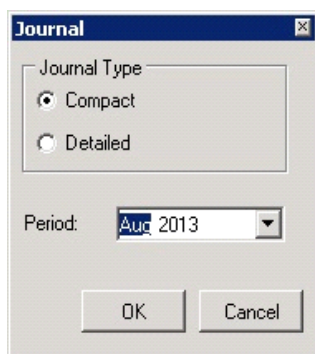 Journal
Journal Type
Compact
Detailed
Period: Aug 2013
OK Cancel